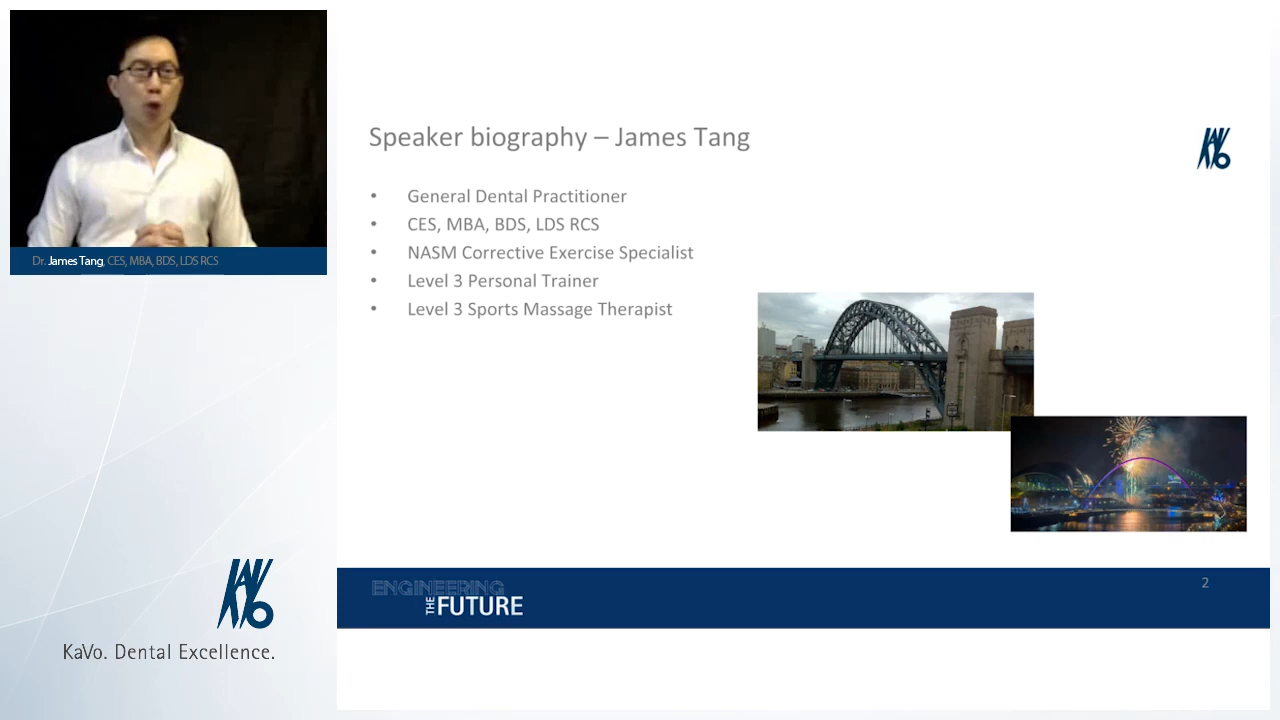 Dr. James Tang, CES, MBA, BDS, LDS RCS
KaVo
KaVo. Dental Excellence.
Speaker biography – James Tang
KaVo
• General Dental Practitioner
• CES, MBA, BDS, LDS RCS
• NASM Corrective Exercise Specialist
• Level 3 Personal Trainer
• Level 3 Sports Massage Therapist
ENGINEERING
THE FUTURE
2